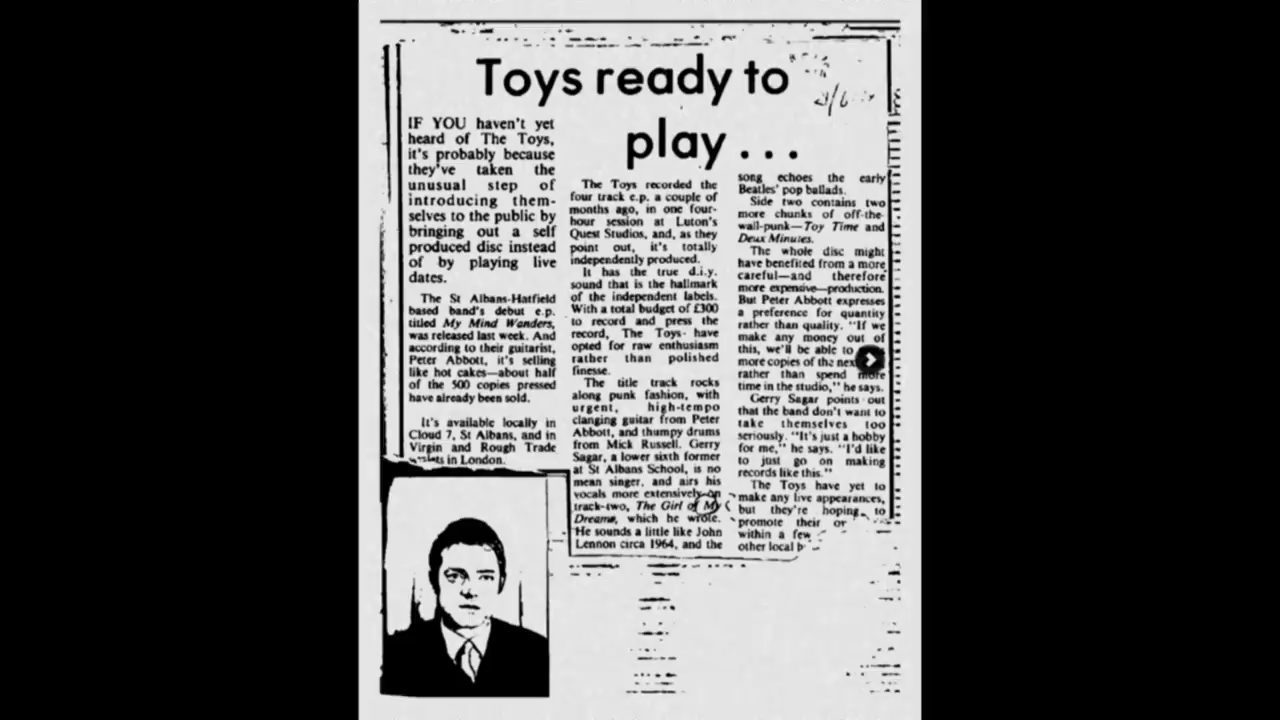 Toys ready to
play . . .
IF YOU haven't yet
heard of The Toys,
it's probably because
they've taken the
unusual step of
introducing them-
selves to the public by
bringing out a self
produced disc instead
of by playing live
dates.
The St Albans-Hatfield
based band's debut e.p.
titled My Mind Wanders,
was released last week. And
according to their guitarist,
Peter Abbott, it's selling
like hot cakes—about half
of the 500 copies pressed
have already been sold.
It's available locally in
Cloud 7, St Albans, and in
Virgin and Rough Trade
in London.
The Toys recorded the
four track e.p. a couple of
months ago, in one four-
hour session at Luton's
Quest Studios, and, as they
point out, it's totally
independently produced.
It has the true d.i.y.
sound that is the hallmark
of the independent labels.
With a total budget of £300
to record and press the
record, The Toys have
opted for raw enthusiasm
rather than polished
finesse.
The title track rocks
along punk fashion, with
urgent, high-tempo
clanging guitar from Peter
Abbott, and thumpy drums
from Mick Russell. Gerry
Sagar, a lower sixth former
at St Albans School, is no
mean singer, and airs his
vocals more extensively on
track-two, The Girl of My
Dreams, which he wrote.
He sounds a little like John
Lennon circa 1964, and the
song echoes the early
Beatles' pop ballads.
Side two contains two
more chunks of off-the-
wall-punk—Toy Time and
Deux Minutes.
The whole disc might
have benefited from a more
careful—and therefore
more expensive—production.
But Peter Abbott expresses
a preference for quantity
rather than quality. "If we
make any money out of
this, we'll be able to
more copies of the next
rather than spend more
time in the studio," he says.
Gerry Sagar points out
that the band don't want to
take themselves too
seriously. "It's just a hobby
for me," he says. "I'd like
to just go on making
records like this."
The Toys have yet to
make any live appearances,
but they're hoping to
promote their
within a few
other local